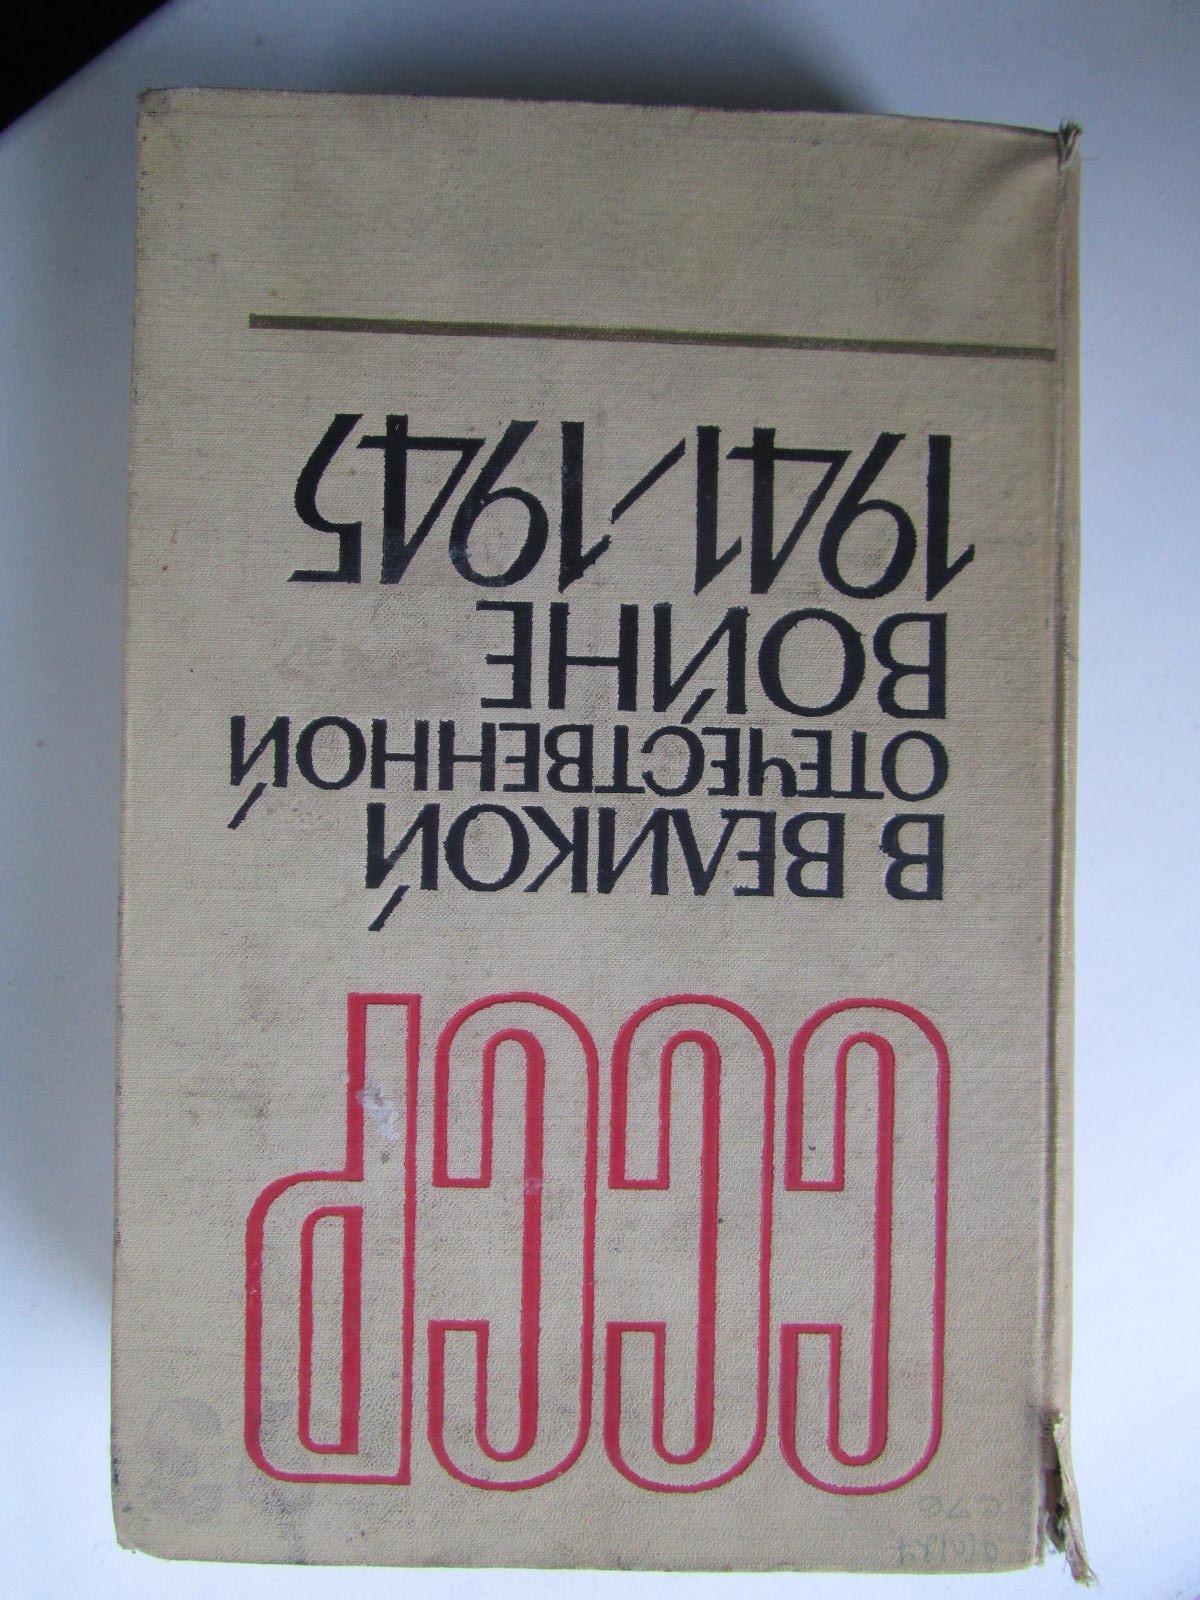 СССР
В ВЕЛИКОЙ
ОТЕЧЕСТВЕННОЙ
ВОЙНЕ
1941/1945